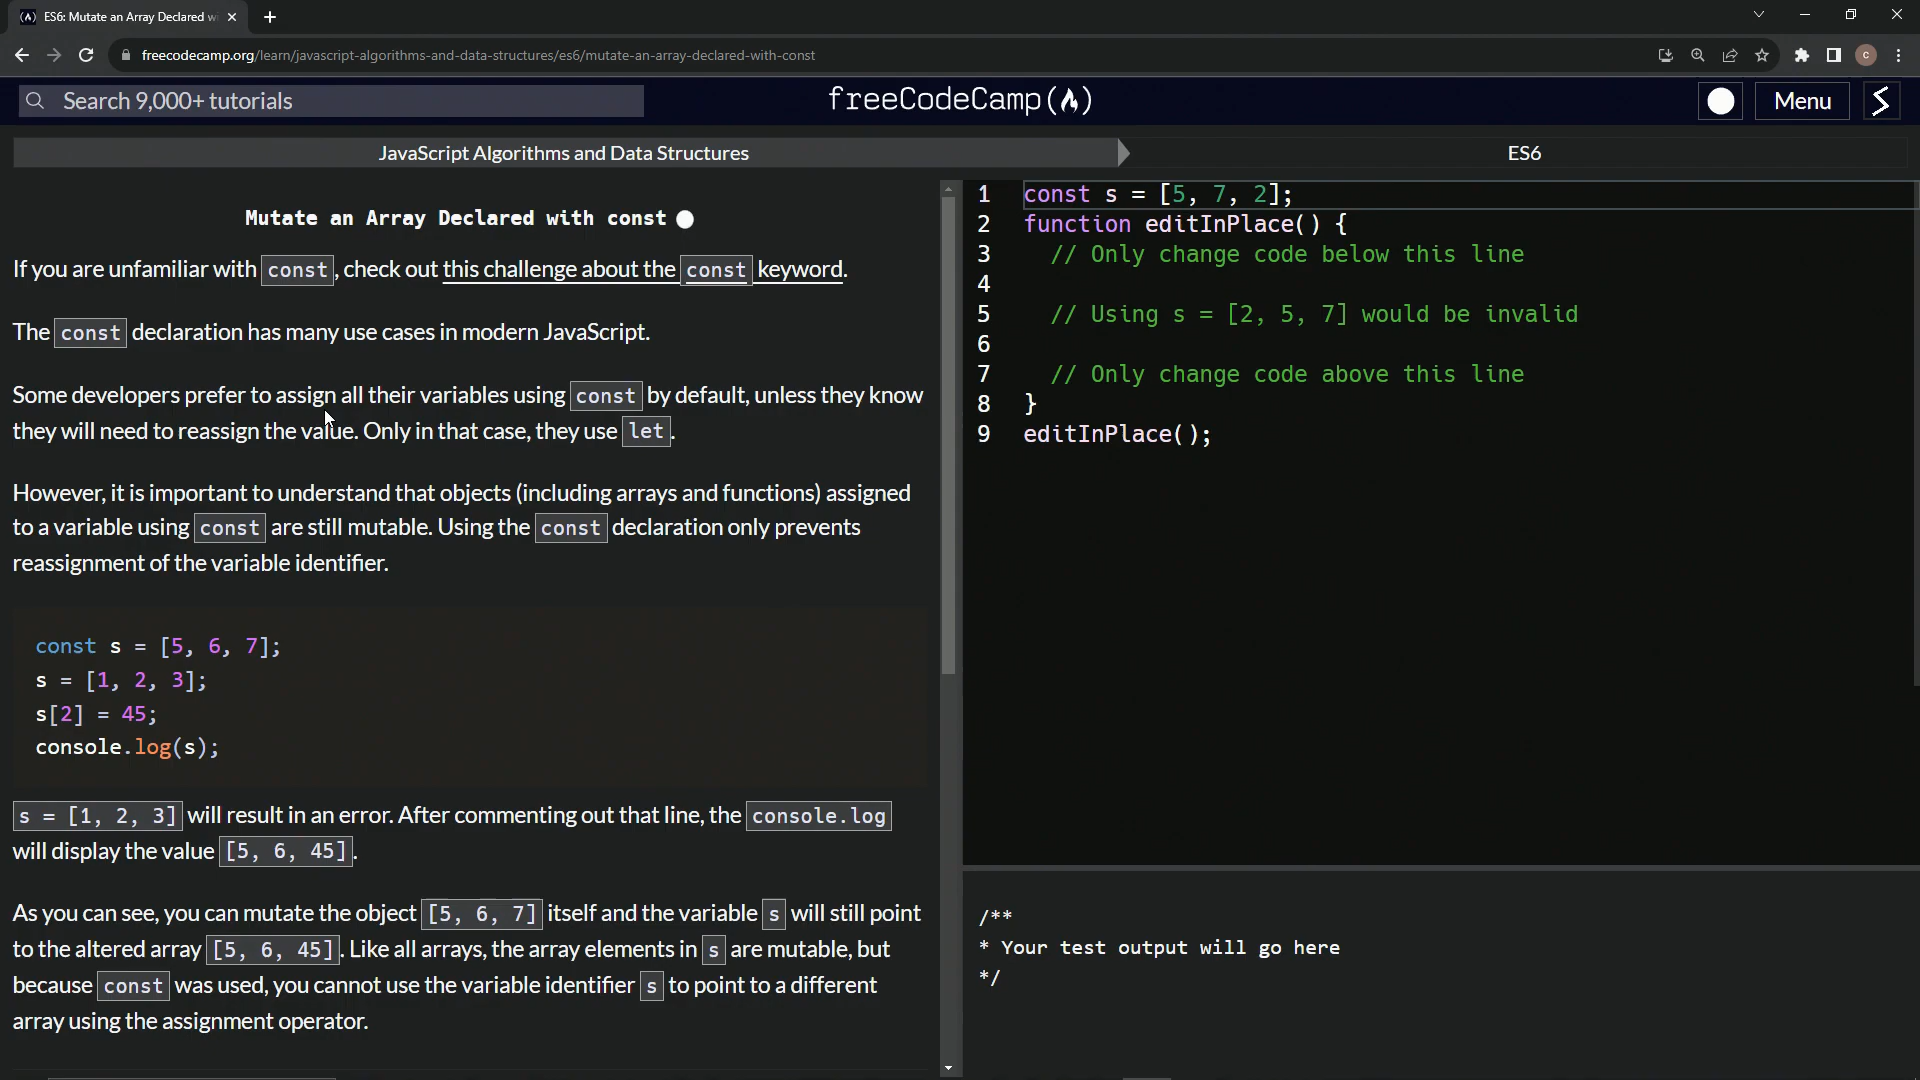 ES6: Mutate an Array Declared wi
freecodecamp.org/learn/javascript-algorithms-and-data-structures/es6/mutate-an-array-declared-with-const
c
Search 9,000+ tutorials
freeCodeCamp
Menu
JavaScript Algorithms and Data Structures
ES6
Mutate an Array Declared with const
If you are unfamiliar with const, check out this challenge about the const keyword.
The const declaration has many use cases in modern JavaScript.
Some developers prefer to assign all their variables using const by default, unless they know
they will need to reassign the value. Only in that case, they use let.
However, it is important to understand that objects (including arrays and functions) assigned
to a variable using const are still mutable. Using the const declaration only prevents
reassignment of the variable identifier.
const s = [5, 6, 7];
s = [1, 2, 3];
s[2] = 45;
console.log(s);
s = [1, 2, 3] will result in an error. After commenting out that line, the console.log
will display the value [5, 6, 45].
As you can see, you can mutate the object [5, 6, 7] itself and the variable s will still point
to the altered array [5, 6, 45]. Like all arrays, the array elements in s are mutable, but
because const was used, you cannot use the variable identifier s to point to a different
array using the assignment operator.
1 const s = [5, 7, 2];
2 function editInPlace() {
3 // Only change code below this line
4
5 // Using s = [2, 5, 7] would be invalid
6
7 // Only change code above this line
8 }
9 editInPlace();
/**
* Your test output will go here
*/